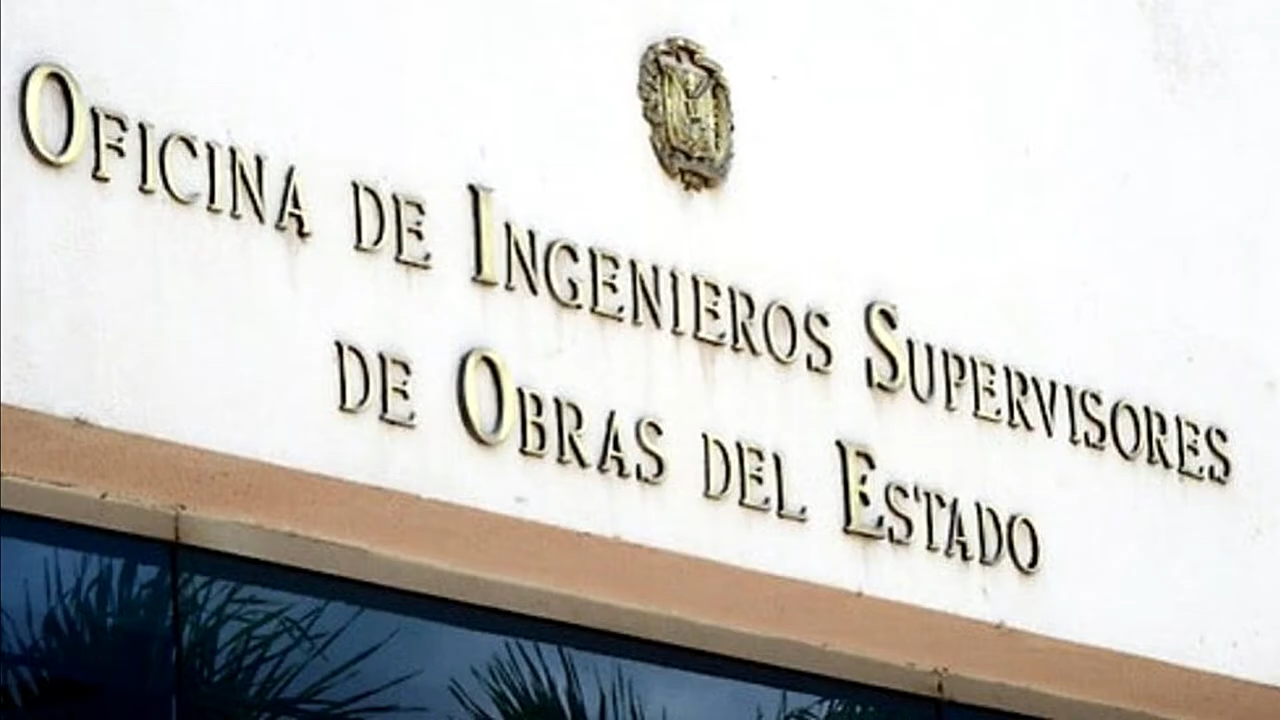 OFICINA DE INGENIEROS SUPERVISORES
DE OBRAS DEL ESTADO